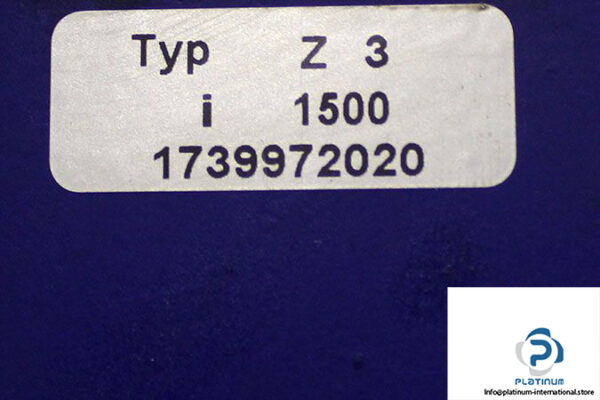 Typ Z 3
i 1500
1739972020
PLATINUM
Info@platinum-international.store